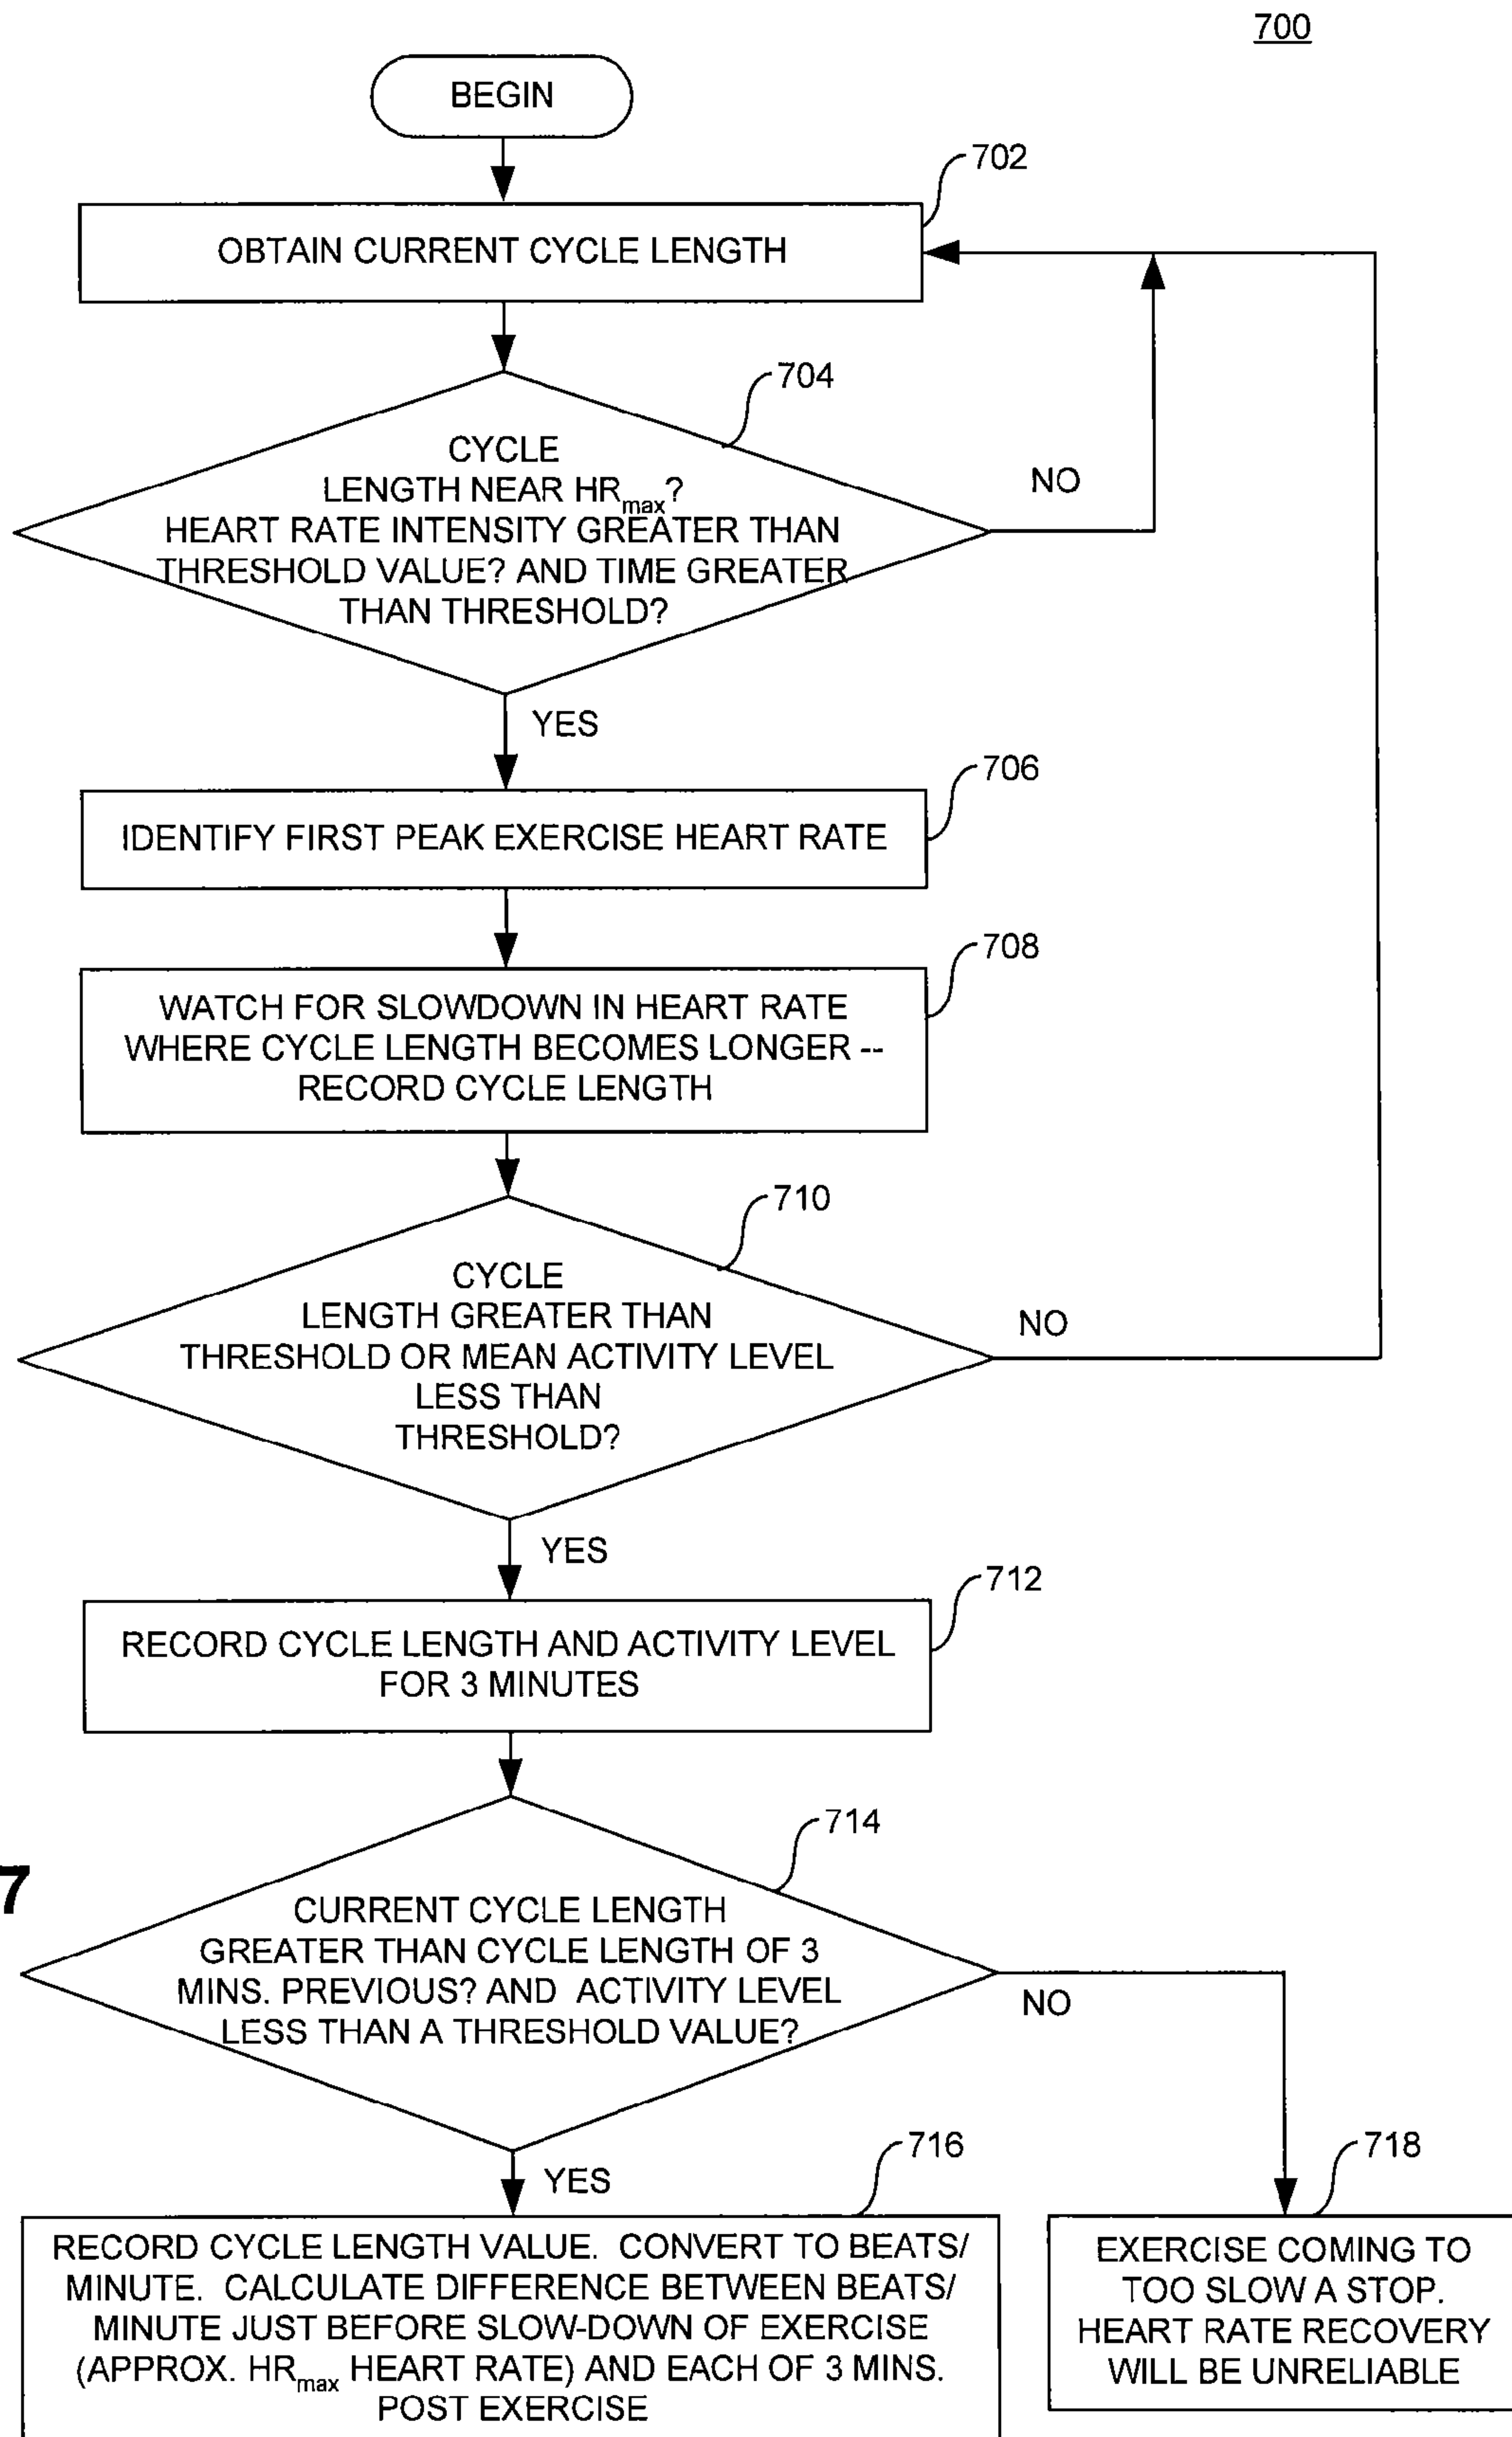 700
BEGIN
702
OBTAIN CURRENT CYCLE LENGTH
704
CYCLE
LENGTH NEAR HRmax?
HEART RATE INTENSITY GREATER THAN
THRESHOLD VALUE? AND TIME GREATER
THAN THRESHOLD?
NO
YES
706
IDENTIFY FIRST PEAK EXERCISE HEART RATE
708
WATCH FOR SLOWDOWN IN HEART RATE
WHERE CYCLE LENGTH BECOMES LONGER --
RECORD CYCLE LENGTH
710
CYCLE
LENGTH GREATER THAN
THRESHOLD OR MEAN ACTIVITY LEVEL
LESS THAN
THRESHOLD?
NO
YES
712
RECORD CYCLE LENGTH AND ACTIVITY LEVEL
FOR 3 MINUTES
714
7
CURRENT CYCLE LENGTH
GREATER THAN CYCLE LENGTH OF 3
MINS. PREVIOUS? AND ACTIVITY LEVEL
LESS THAN A THRESHOLD VALUE?
NO
YES
716
RECORD CYCLE LENGTH VALUE. CONVERT TO BEATS/
MINUTE. CALCULATE DIFFERENCE BETWEEN BEATS/
MINUTE JUST BEFORE SLOW-DOWN OF EXERCISE
(APPROX. HRmax HEART RATE) AND EACH OF 3 MINS.
POST EXERCISE
718
EXERCISE COMING TO
TOO SLOW A STOP.
HEART RATE RECOVERY
WILL BE UNRELIABLE